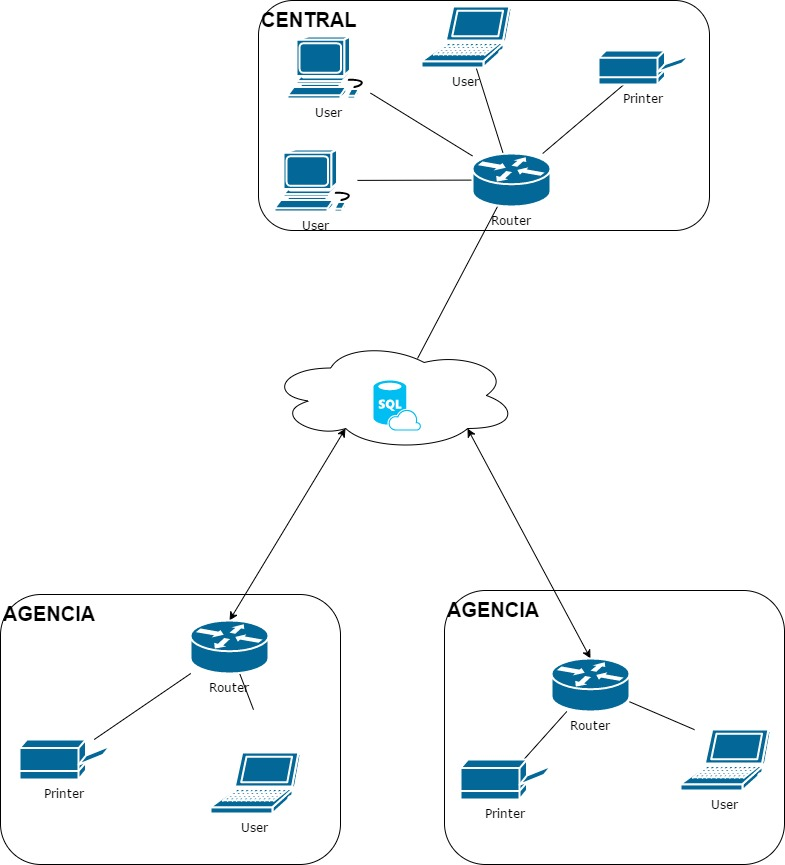 CENTRAL
User
User
Printer
User
Router
SQL
AGENCIA
Router
Printer
User
AGENCIA
Router
Printer
User